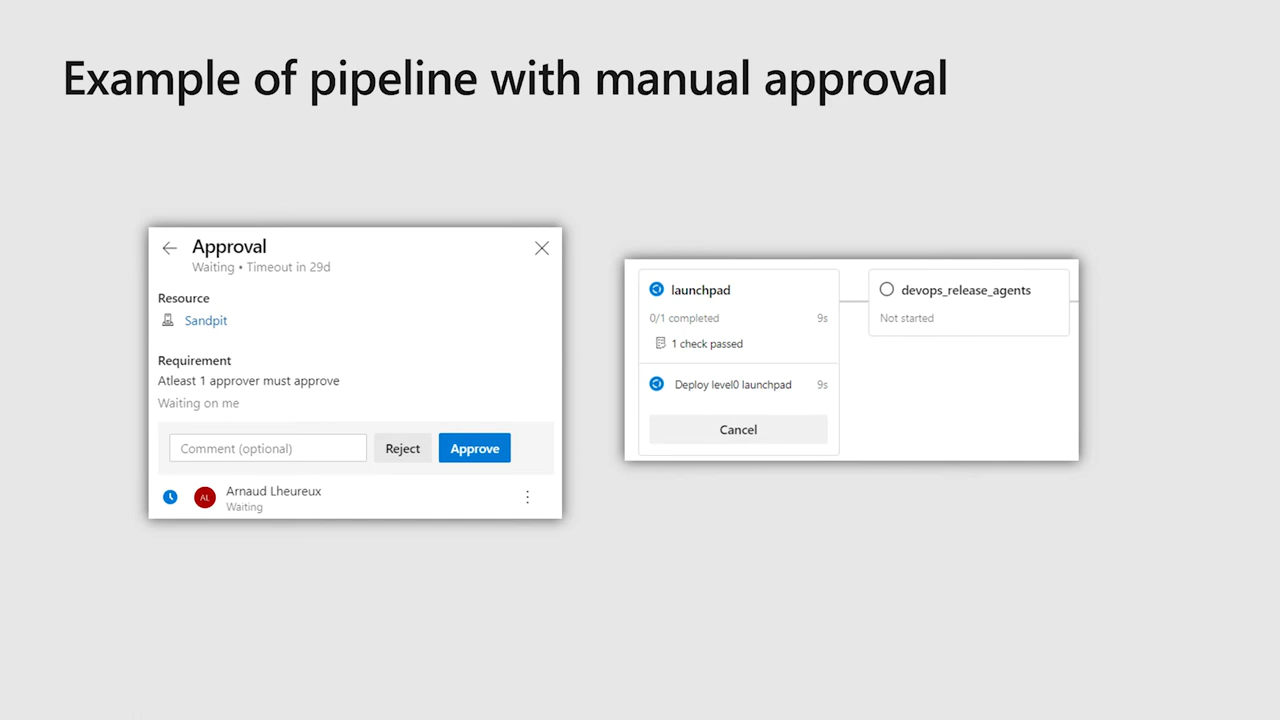 Example of pipeline with manual approval
Approval
Waiting • Timeout in 29d
Resource
Sandpit
Requirement
Atleast 1 approver must approve
Waiting on me
Comment (optional)
Reject
Approve
AL
Arnaud Lheureux
Waiting
launchpad
0/1 completed 9s
1 check passed
Deploy level0 launchpad 9s
Cancel
devops_release_agents
Not started